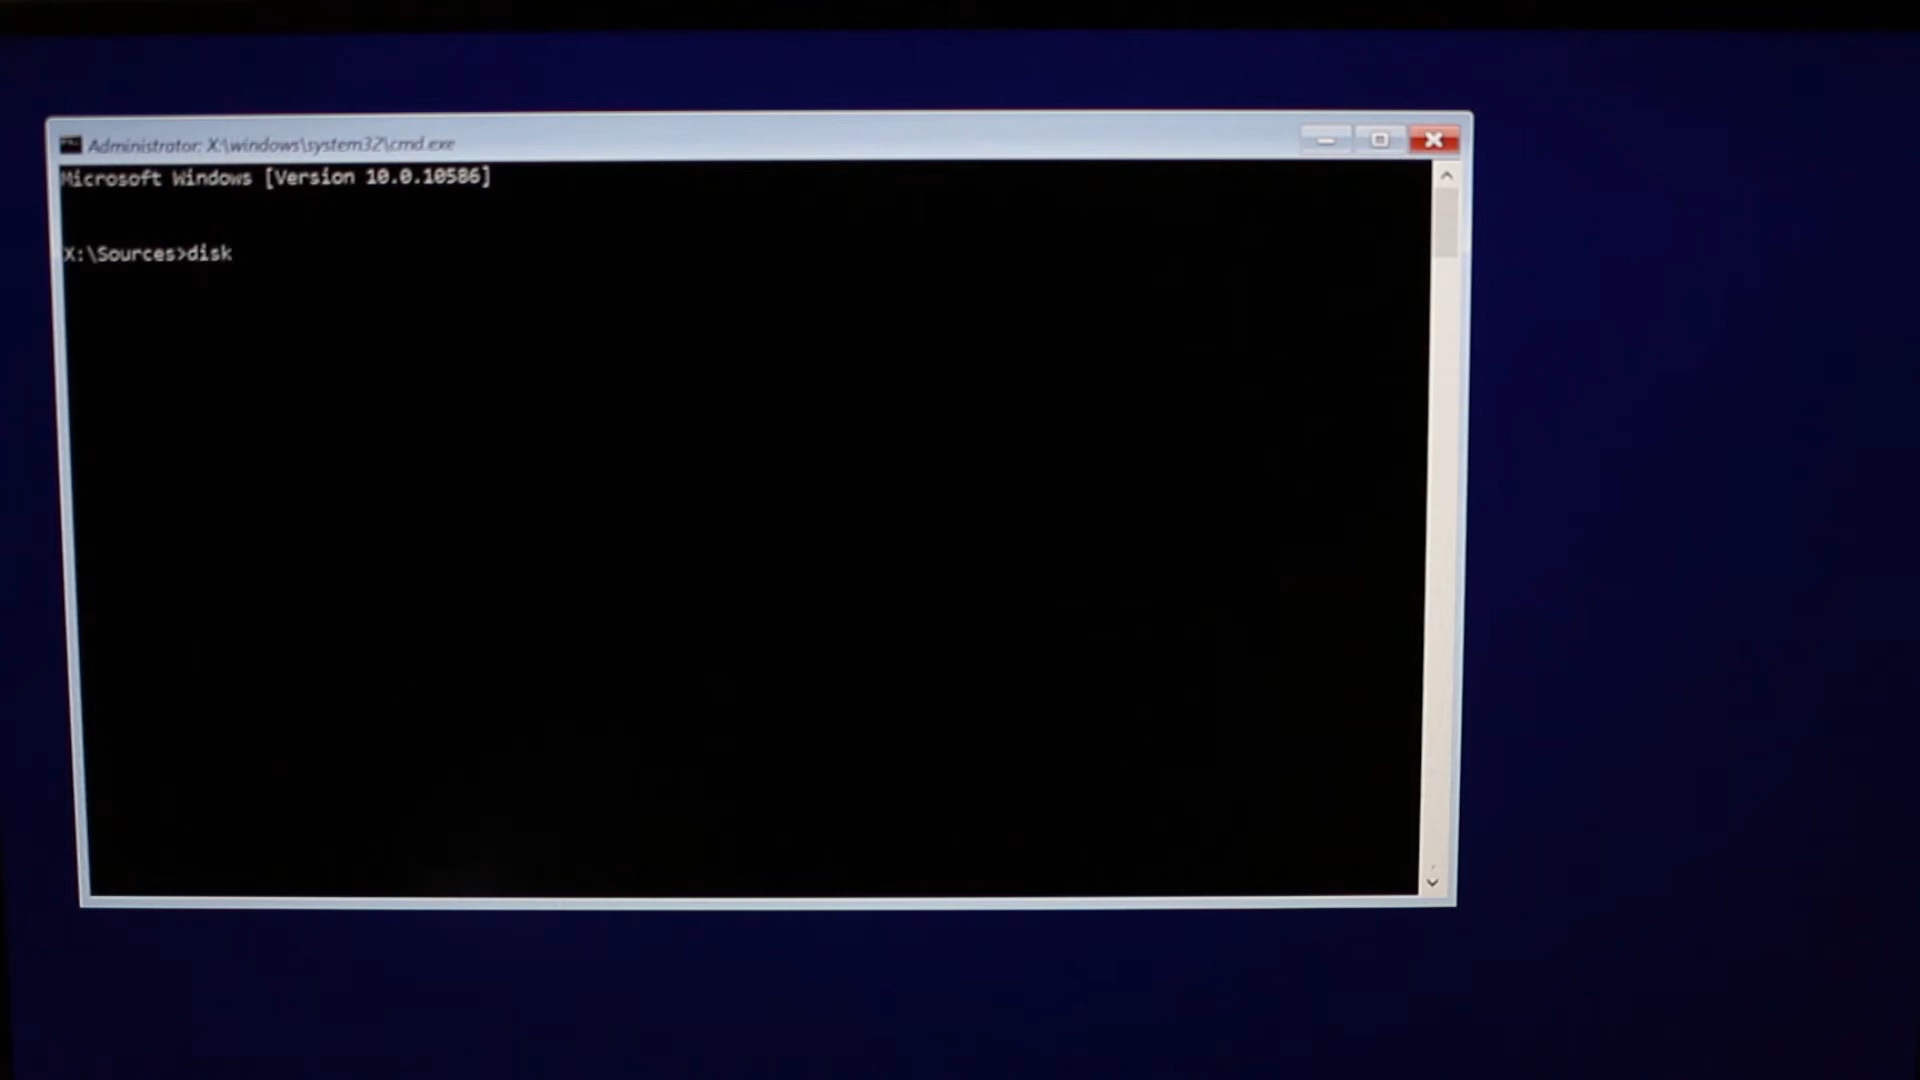 Administrator: X:\windows\system32\cmd.exe
Microsoft Windows [Version 10.0.10586]
X:\Sources>disk